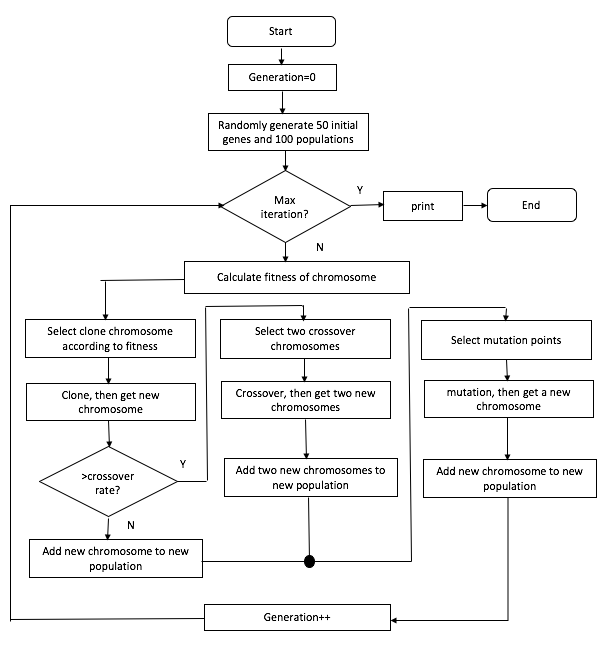 Start
Generation=0
Randomly generate 50 initial
genes and 100 populations
Max
iteration?
Y
print
End
N
Calculate fitness of chromosome
Select clone chromosome
according to fitness
Clone, then get new
chromosome
>crossover
rate?
Y
N
Add new chromosome to new
population
Select two crossover
chromosomes
Crossover, then get two new
chromosomes
Add two new chromosomes to
new population
Select mutation points
mutation, then get a new
chromosome
Add new chromosome to new
population
Generation++